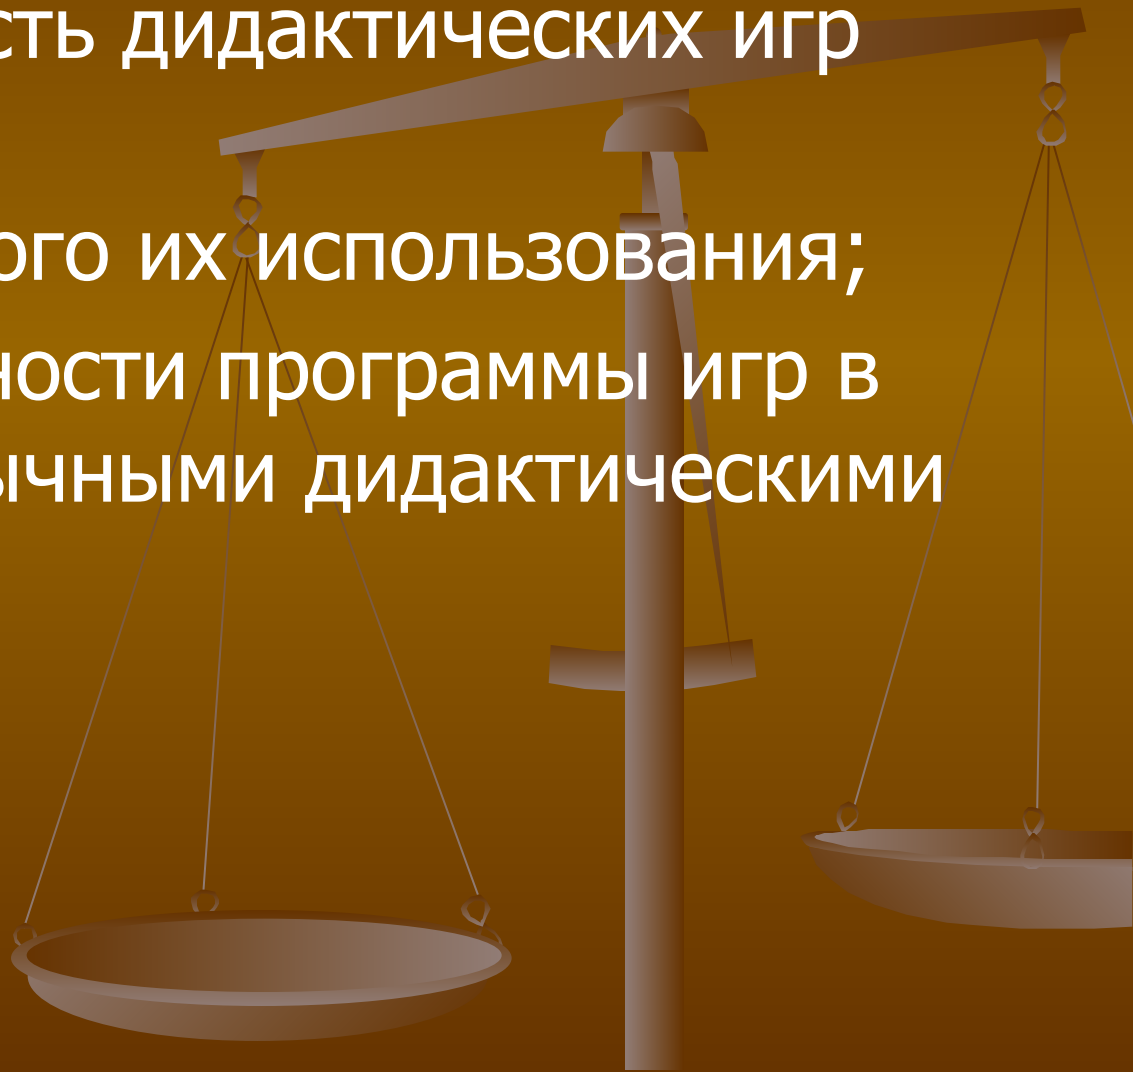 сть дидактических игр
ого их использования;
ности программы игр в
ычными дидактическими